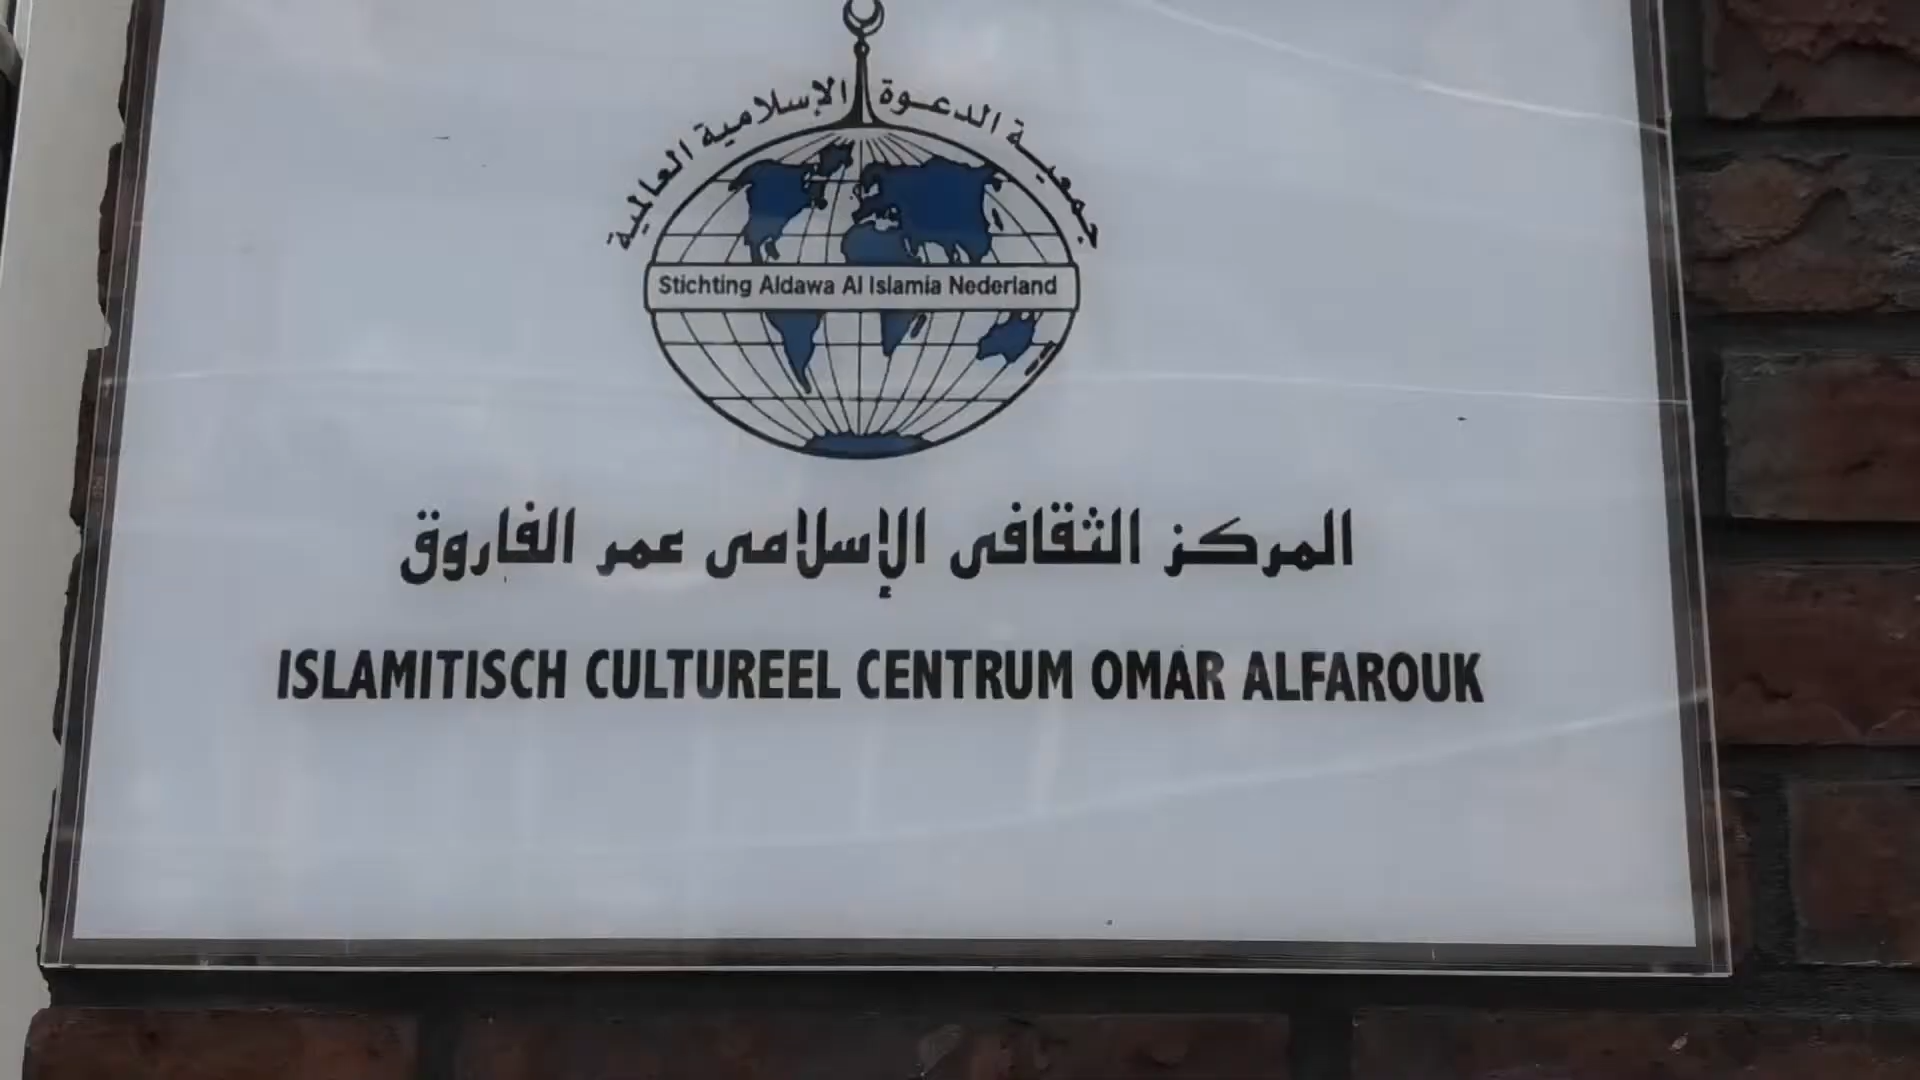 جمعية الدعوة الإسلامية العالمية
Stichting Aldawa Al Islamia Nederland
المركز الثقافى الإسلامى عمر الفاروق
ISLAMITISCH CULTUREEL CENTRUM OMAR ALFAROUK